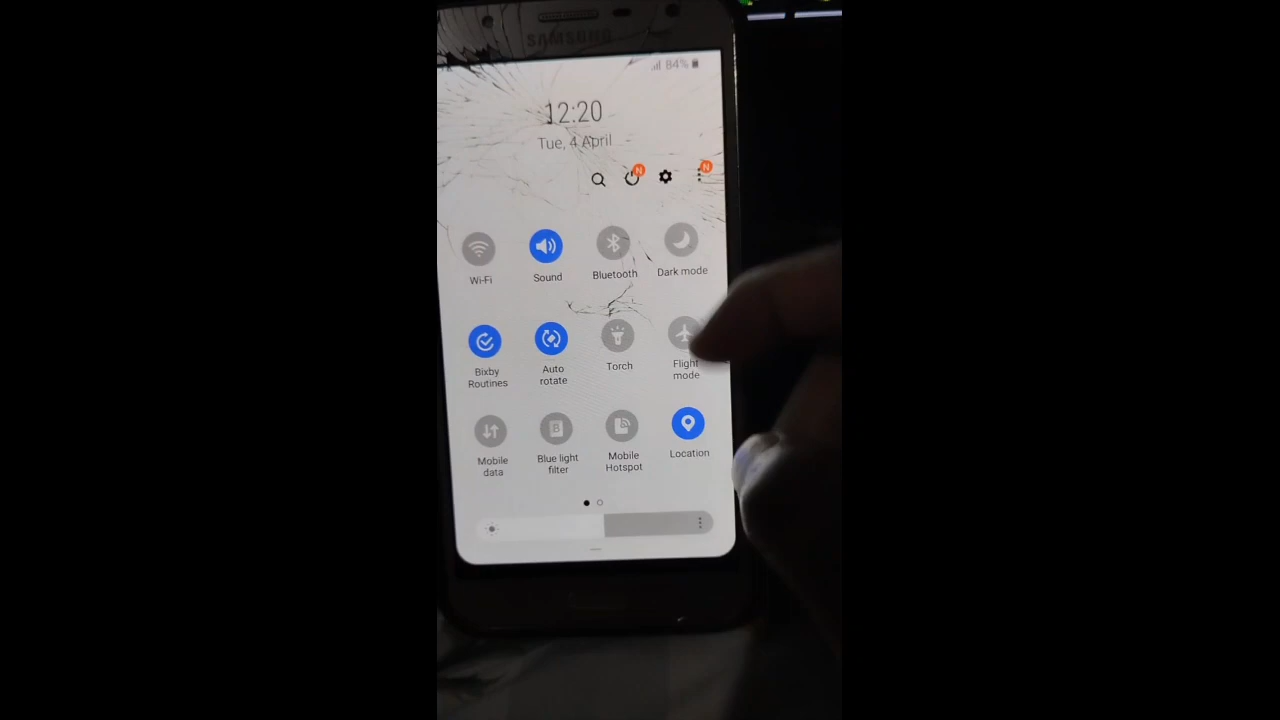 SAMSUNG
84%
12:20
Tue, 4 April
N
N
Wi-Fi
Sound
Bluetooth
Dark mode
Bixby
Routines
Auto
rotate
Torch
Flight
mode
Mobile
data
Blue light
filter
Mobile
Hotspot
Location
B